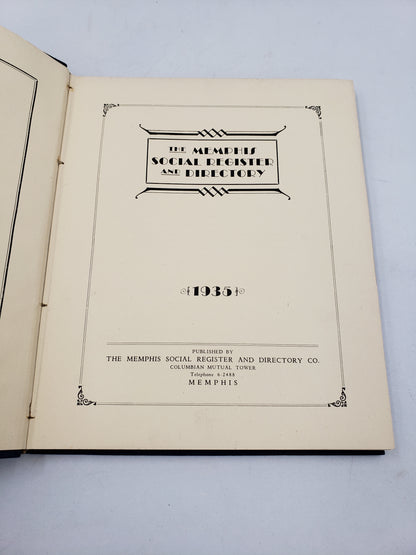 THE MEMPHIS
SOCIAL REGISTER
AND DIRECTORY
1935
PUBLISHED BY
THE MEMPHIS SOCIAL REGISTER AND DIRECTORY CO.
COLUMBIAN MUTUAL TOWER
Telephone 6-2488
MEMPHIS